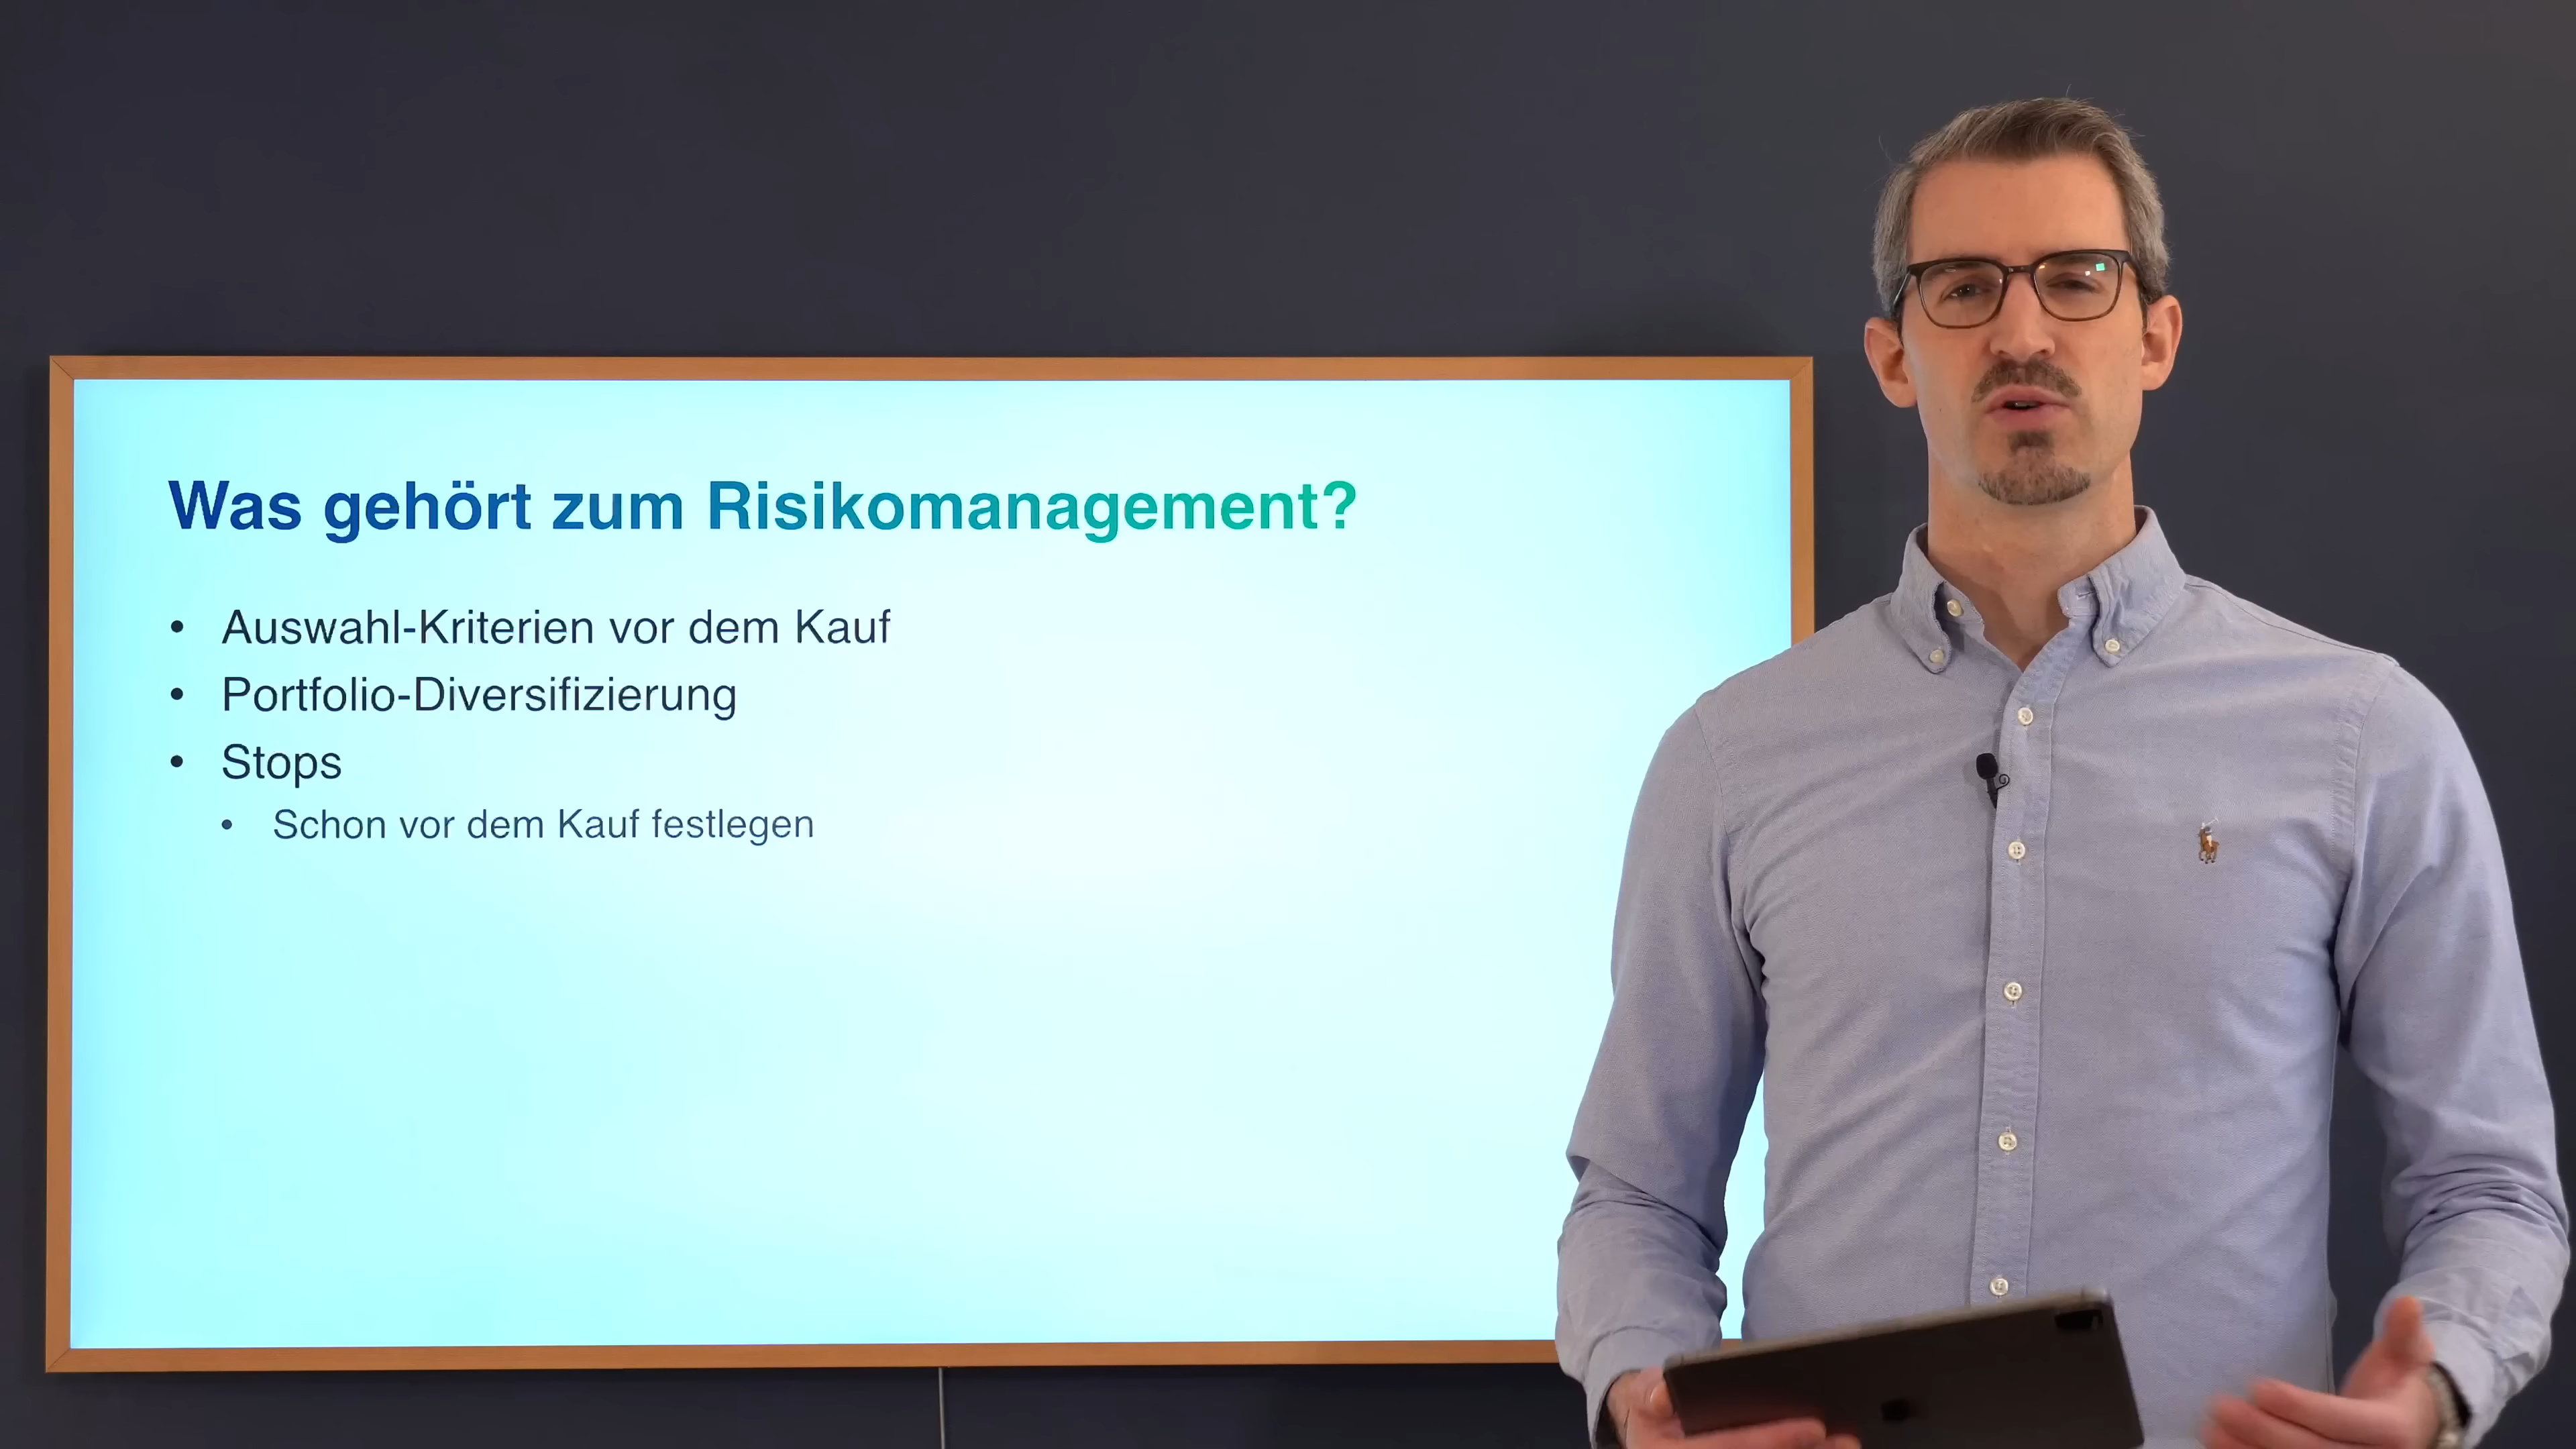 Was gehört zum Risikomanagement?
• Auswahl-Kriterien vor dem Kauf
• Portfolio-Diversifizierung
• Stops
• Schon vor dem Kauf festlegen